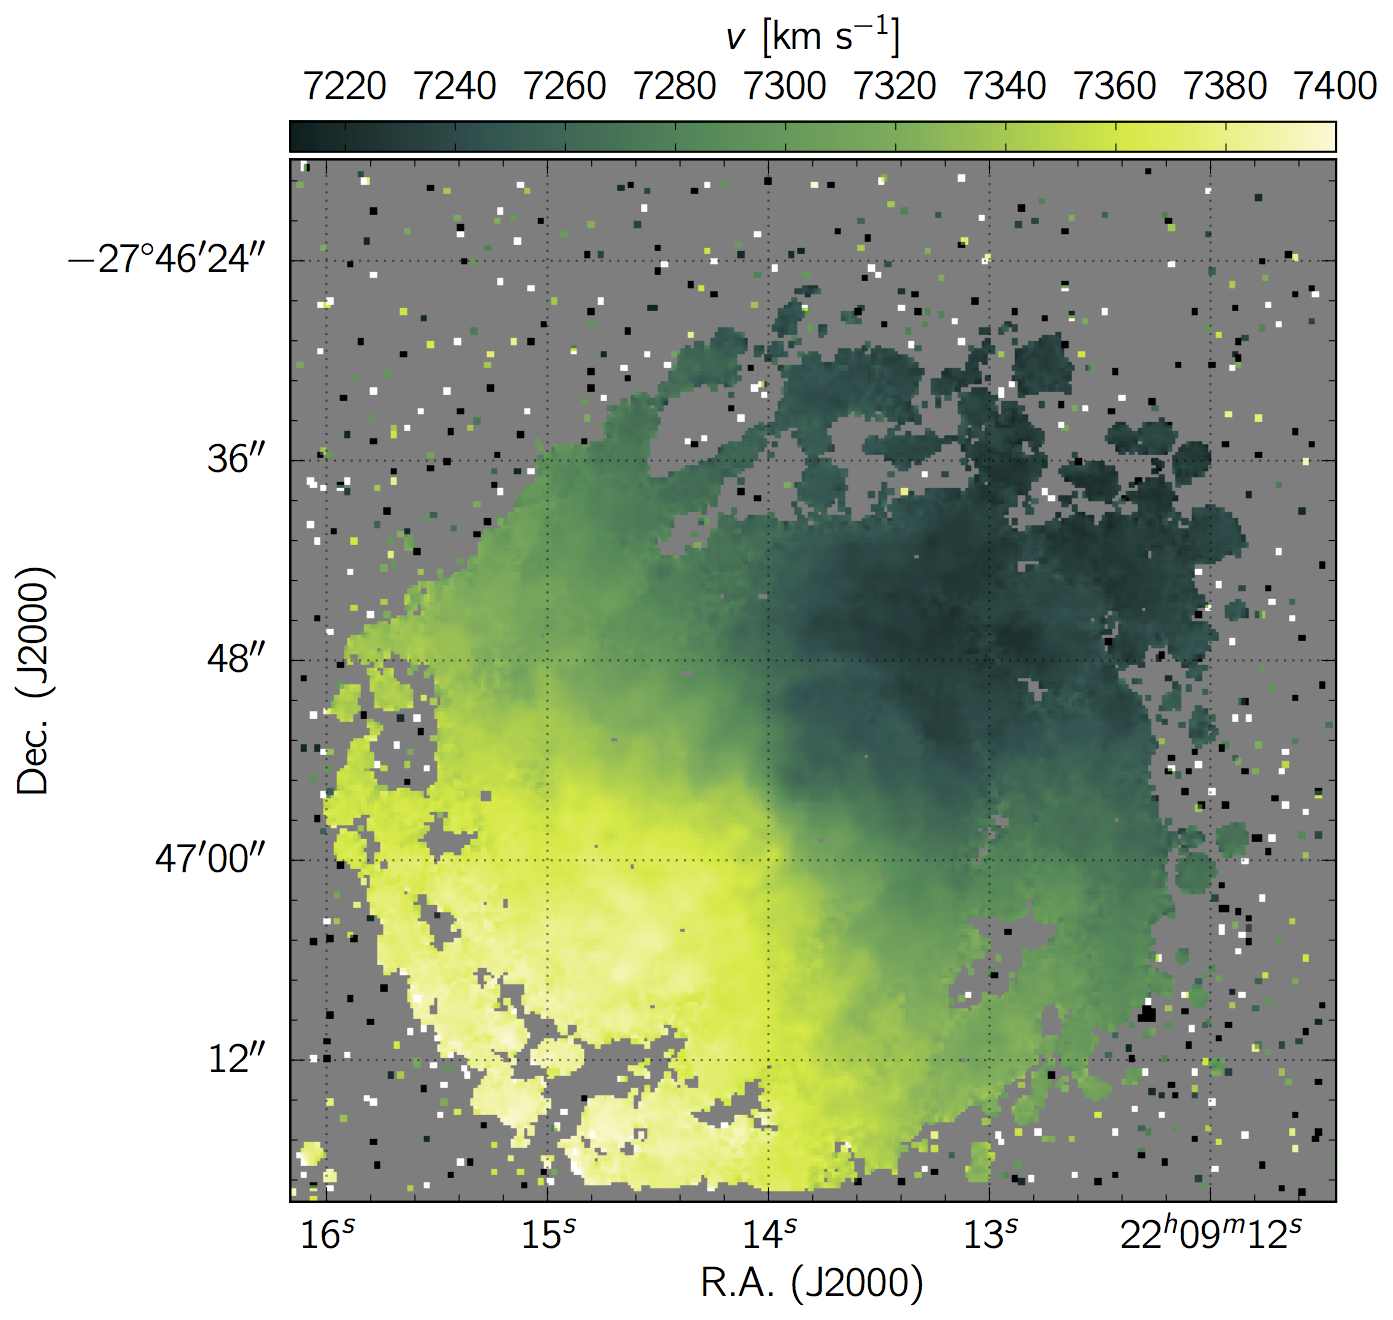 v [km s⁻¹]
7220 7240 7260 7280 7300 7320 7340 7360 7380 7400
−27°46′24″
36″
48″
47′00″
12″
Dec. (J2000)
16ˢ 15ˢ 14ˢ 13ˢ 22ʰ09ᵐ12ˢ
R.A. (J2000)